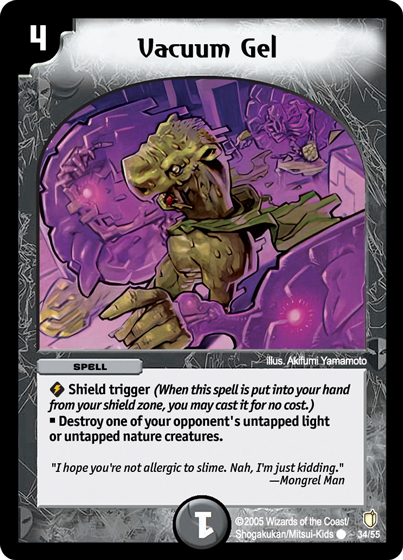 4
Vacuum Gel
illus. Akifumi Yamamoto
SPELL
Shield trigger (When this spell is put into your hand
from your shield zone, you may cast it for no cost.)
▪ Destroy one of your opponent's untapped light
or untapped nature creatures.
"I hope you're not allergic to slime. Nah, I'm just kidding."
—Mongrel Man
1
©2005 Wizards of the Coast/
Shogakukan/Mitsui-Kids
34/55